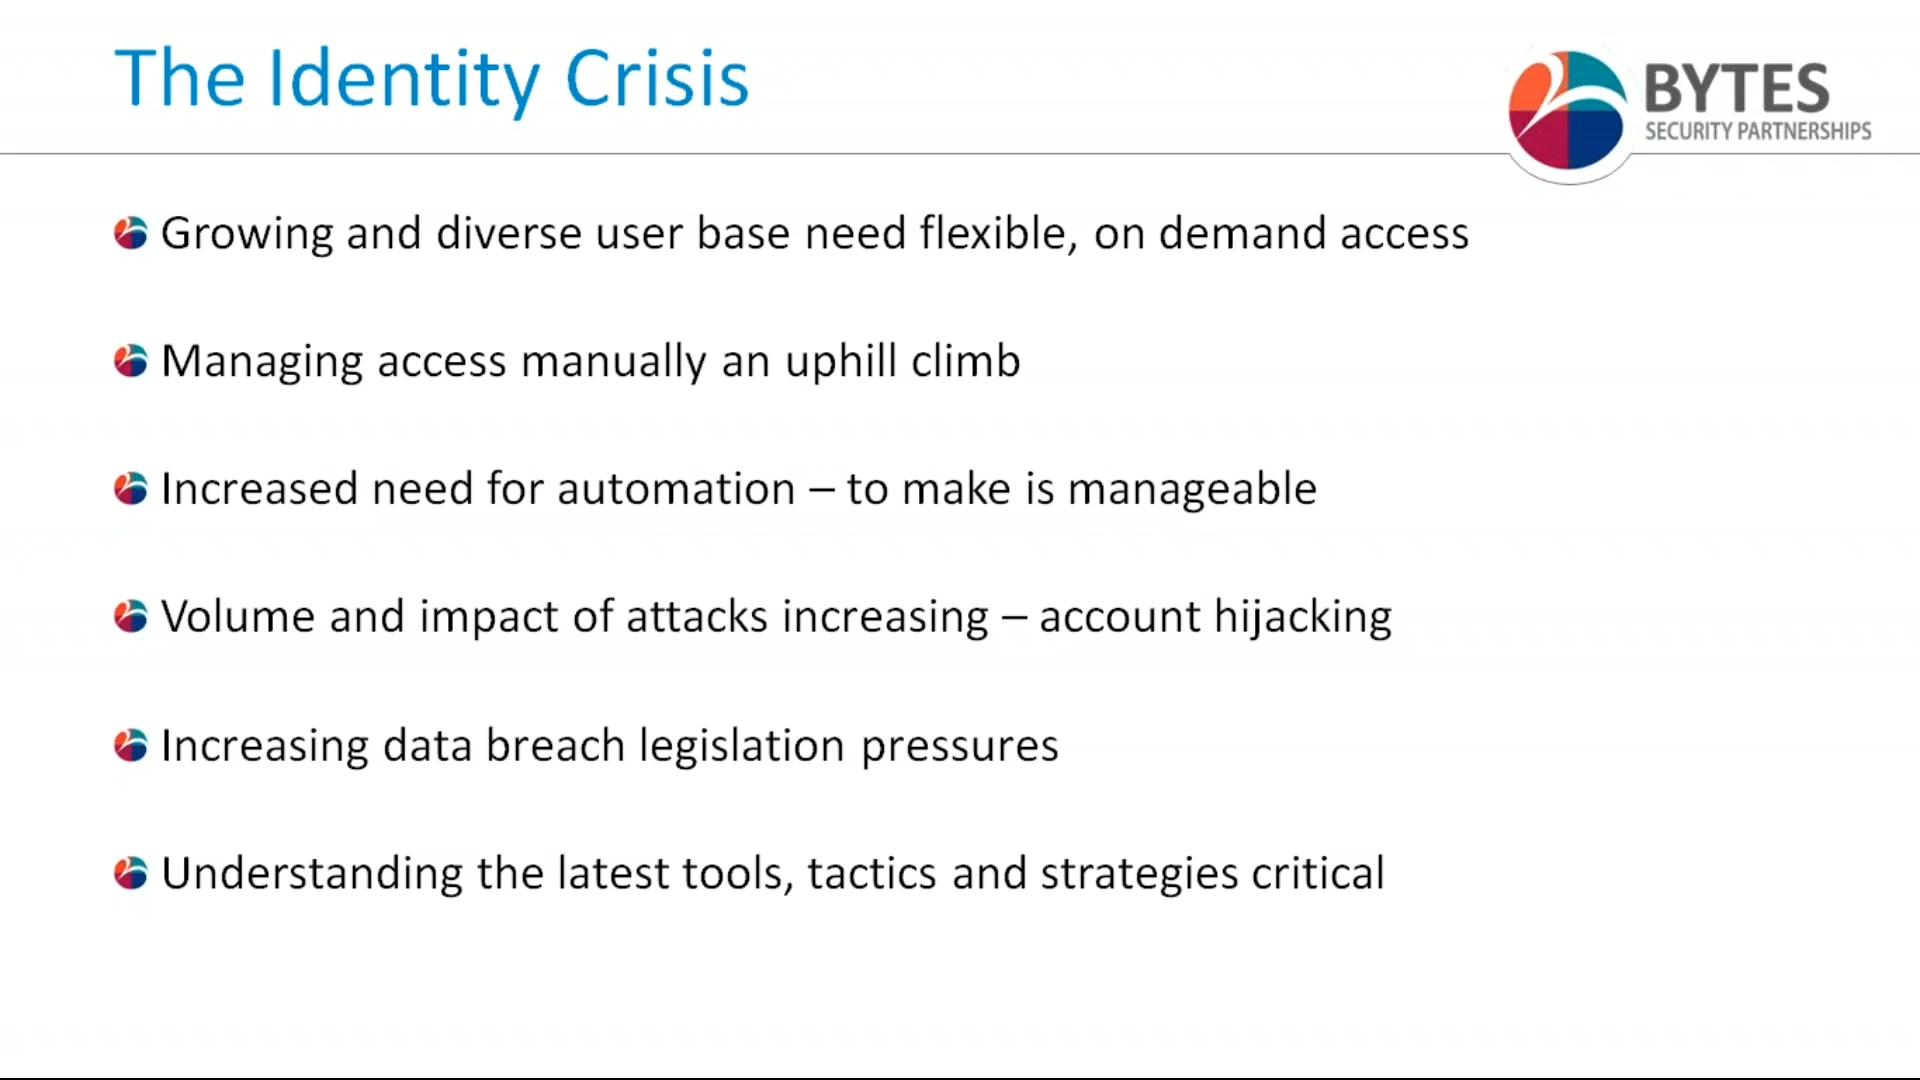 The Identity Crisis
BYTES
SECURITY PARTNERSHIPS
Growing and diverse user base need flexible, on demand access
Managing access manually an uphill climb
Increased need for automation – to make is manageable
Volume and impact of attacks increasing – account hijacking
Increasing data breach legislation pressures
Understanding the latest tools, tactics and strategies critical